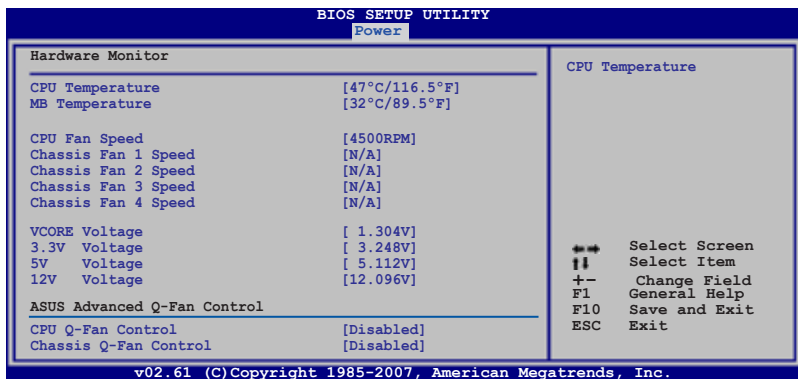 BIOS SETUP UTILITY
Power
Hardware Monitor
CPU Temperature [47°C/116.5°F]
MB Temperature [32°C/89.5°F]
CPU Fan Speed [4500RPM]
Chassis Fan 1 Speed [N/A]
Chassis Fan 2 Speed [N/A]
Chassis Fan 3 Speed [N/A]
Chassis Fan 4 Speed [N/A]
VCORE Voltage [ 1.304V]
3.3V Voltage [ 3.248V]
5V Voltage [ 5.112V]
12V Voltage [12.096V]
ASUS Advanced Q-Fan Control
CPU Q-Fan Control [Disabled]
Chassis Q-Fan Control [Disabled]
CPU Temperature
←→ Select Screen
↑↓ Select Item
+- Change Field
F1 General Help
F10 Save and Exit
ESC Exit
v02.61 (C)Copyright 1985-2007, American Megatrends, Inc.